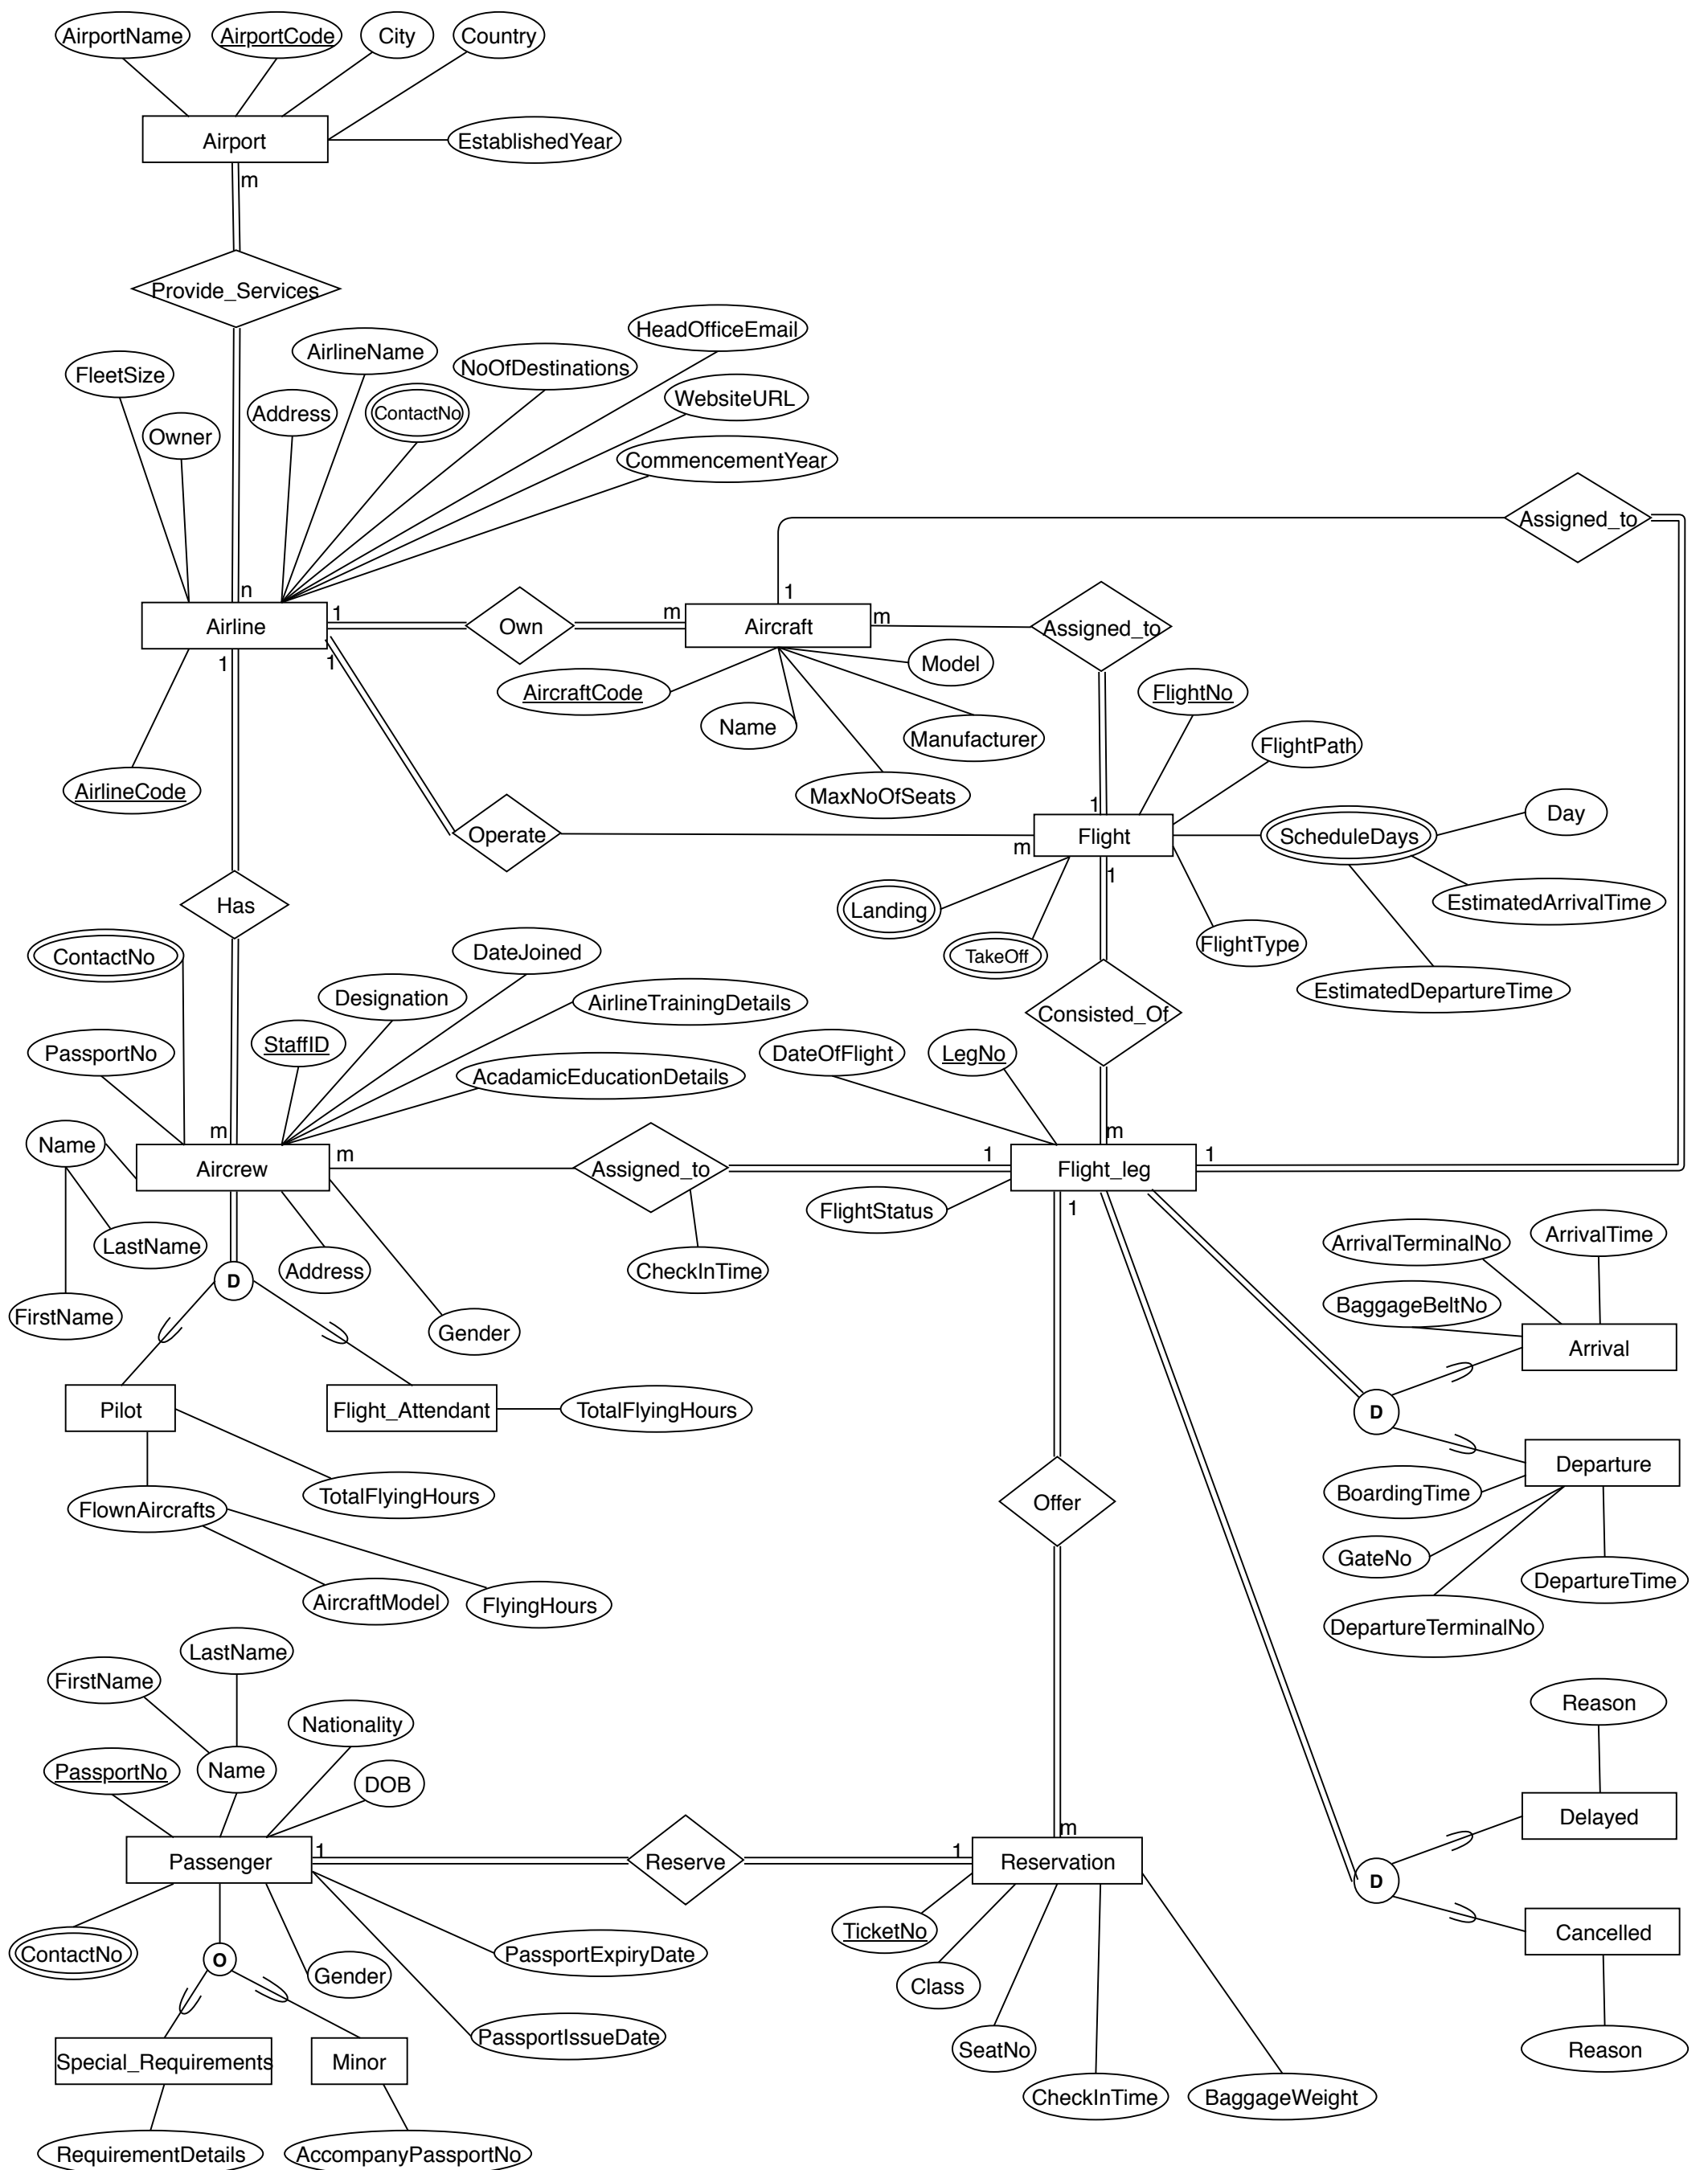 AirportName
AirportCode
City
Country
Airport
EstablishedYear
m
Provide_Services
HeadOfficeEmail
AirlineName
NoOfDestinations
FleetSize
WebsiteURL
Address
ContactNo
Owner
CommencementYear
Assigned_to
n
1
Airline
1
Own
m
Aircraft
1
m
Assigned_to
1
Model
AircraftCode
FlightNo
Name
Manufacturer
FlightPath
AirlineCode
MaxNoOfSeats
1
Day
Operate
m
Flight
ScheduleDays
1
Has
Landing
EstimatedArrivalTime
FlightType
ContactNo
DateJoined
TakeOff
Designation
AirlineTrainingDetails
EstimatedDepartureTime
Consisted_Of
StaffID
PassportNo
DateOfFlight
LegNo
AcadamicEducationDetails
m
m
Name
Aircrew
m
Assigned_to
1
Flight_leg
1
FlightStatus
1
LastName
Address
CheckInTime
ArrivalTerminalNo
ArrivalTime
D
FirstName
Gender
BaggageBeltNo
Arrival
Pilot
Flight_Attendant
TotalFlyingHours
D
Departure
TotalFlyingHours
FlownAircrafts
Offer
BoardingTime
GateNo
DepartureTime
AircraftModel
FlyingHours
DepartureTerminalNo
LastName
FirstName
Reason
Nationality
PassportNo
Name
DOB
Delayed
m
1
Passenger
Reserve
1
Reservation
D
TicketNo
Cancelled
ContactNo
O
Gender
PassportExpiryDate
Class
PassportIssueDate
SeatNo
Reason
Special_Requirements
Minor
CheckInTime
BaggageWeight
RequirementDetails
AccompanyPassportNo